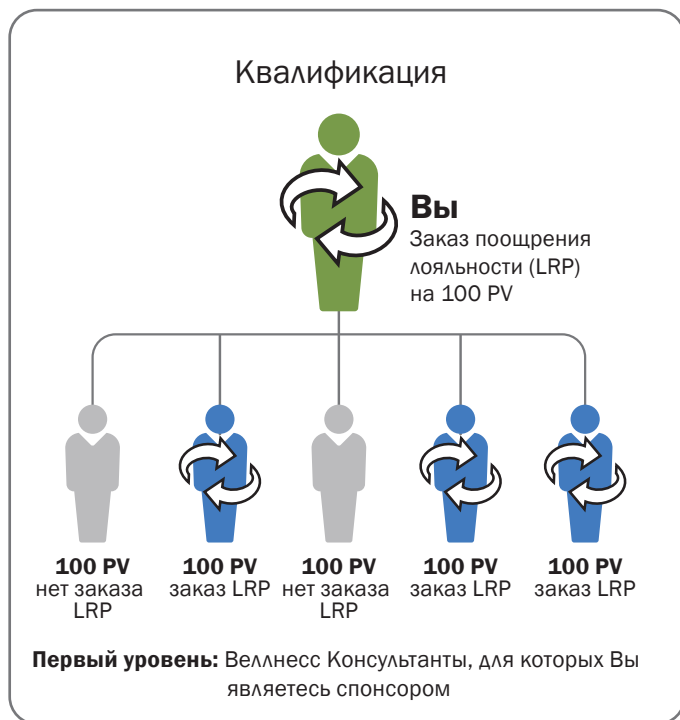 Квалификация
Вы
Заказ поощрения
лояльности (LRP)
на 100 PV
100 PV
нет заказа
LRP
100 PV
заказ LRP
100 PV
нет заказа
LRP
100 PV
заказ LRP
100 PV
заказ LRP
Первый уровень: Веллнесс Консультанты, для которых Вы
являетесь спонсором